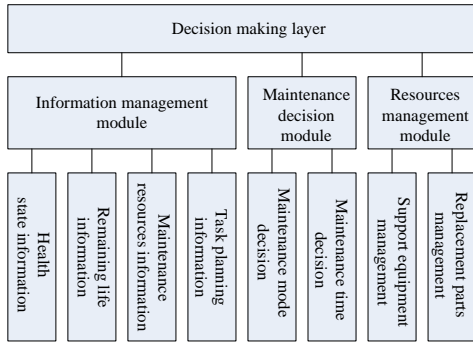 Decision making layer
Information management
module
Maintenance
decision module
Resources
management
module
Health
state information
Remaining life
information
Maintenance
resources information
Task planning
information
Maintenance mode
decision
Maintenance time
decision
Support equipment
management
Replacement parts
management